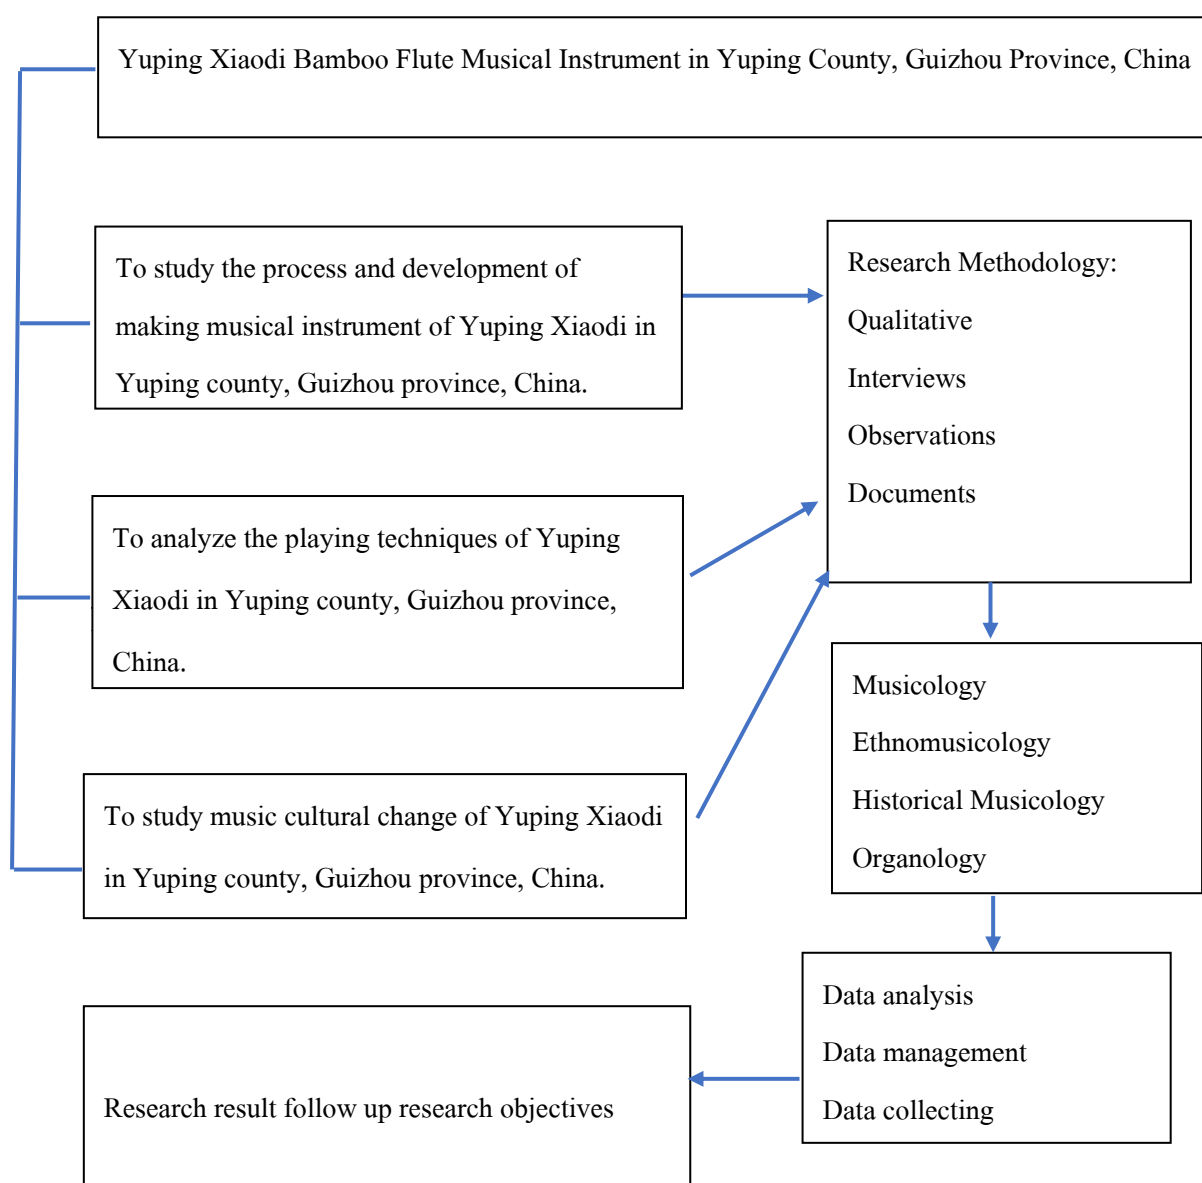 Yuping Xiaodi Bamboo Flute Musical Instrument in Yuping County, Guizhou Province, China
To study the process and development of
making musical instrument of Yuping Xiaodi in
Yuping county, Guizhou province, China.
To analyze the playing techniques of Yuping
Xiaodi in Yuping county, Guizhou province,
China.
To study music cultural change of Yuping Xiaodi
in Yuping county, Guizhou province, China.
Research Methodology:
Qualitative
Interviews
Observations
Documents
Musicology
Ethnomusicology
Historical Musicology
Organology
Data analysis
Data management
Data collecting
Research result follow up research objectives